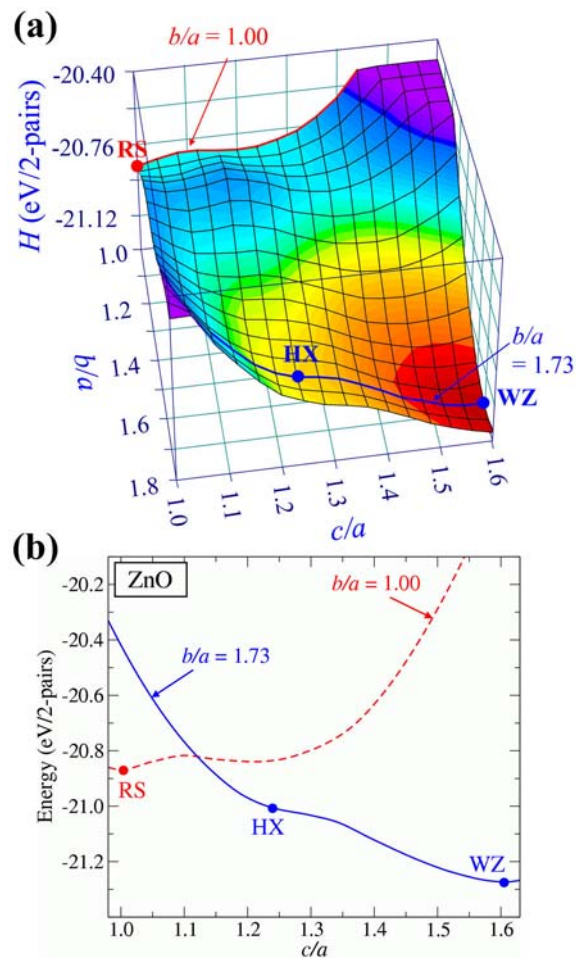 (a)
b/a = 1.00
-20.40
RS
-20.76
-21.12
H (eV/2-pairs)
1.0
1.2
1.4
1.6
1.8
b/a
HX
b/a
= 1.73
WZ
1.0
1.1
1.2
1.3
1.4
1.5
1.6
c/a
(b)
ZnO
b/a = 1.00
b/a = 1.73
-20.2
-20.4
-20.6
-20.8
-21.0
-21.2
Energy (eV/2-pairs)
RS
HX
WZ
1.0 1.1 1.2 1.3 1.4 1.5 1.6
c/a